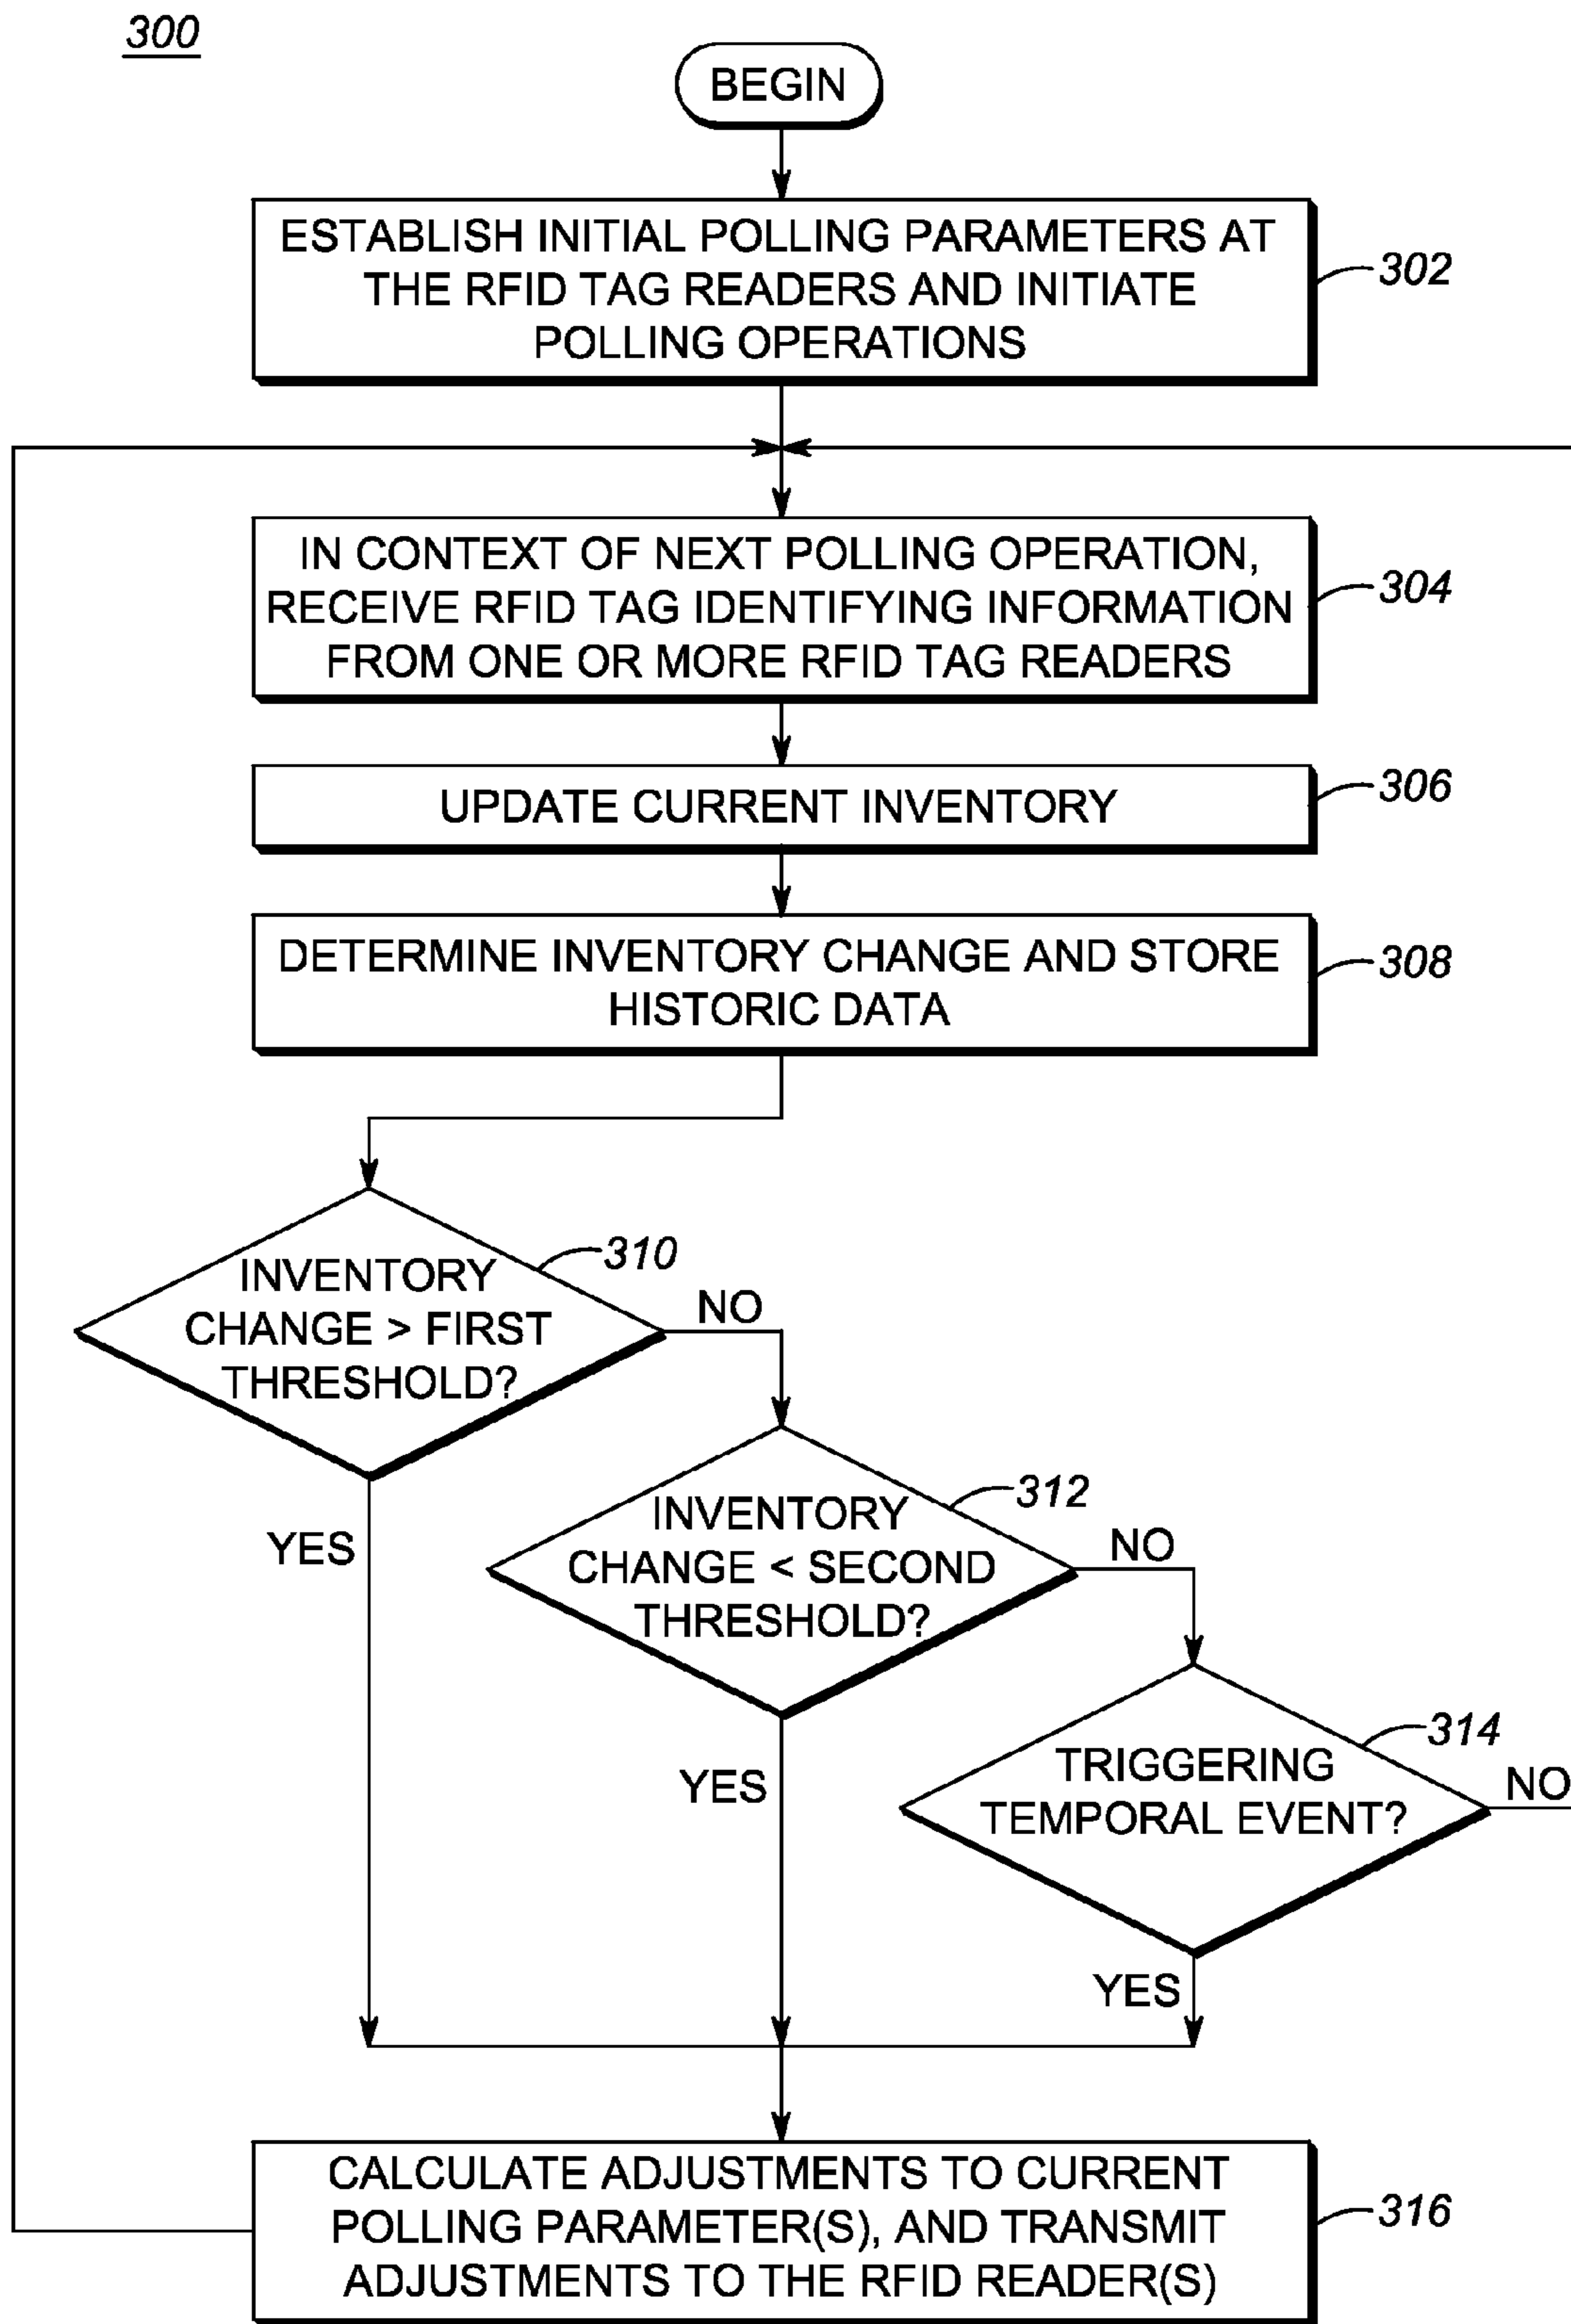 300
BEGIN
ESTABLISH INITIAL POLLING PARAMETERS AT
THE RFID TAG READERS AND INITIATE
POLLING OPERATIONS
302
IN CONTEXT OF NEXT POLLING OPERATION,
RECEIVE RFID TAG IDENTIFYING INFORMATION
FROM ONE OR MORE RFID TAG READERS
304
UPDATE CURRENT INVENTORY
306
DETERMINE INVENTORY CHANGE AND STORE
HISTORIC DATA
308
INVENTORY
CHANGE > FIRST
THRESHOLD?
310
NO
YES
INVENTORY
CHANGE < SECOND
THRESHOLD?
312
NO
YES
TRIGGERING
TEMPORAL EVENT?
314
NO
YES
CALCULATE ADJUSTMENTS TO CURRENT
POLLING PARAMETER(S), AND TRANSMIT
ADJUSTMENTS TO THE RFID READER(S)
316